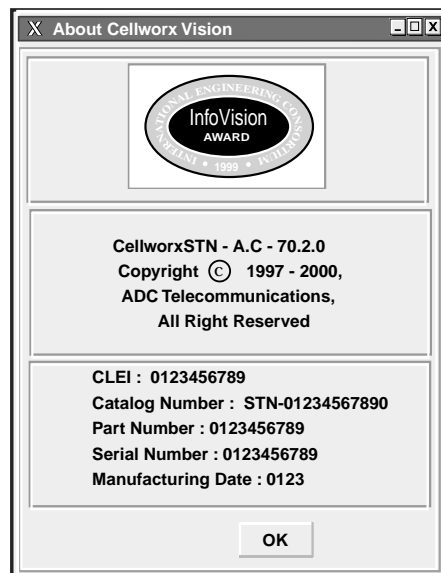 X About Cellworx Vision
INTERNATIONAL ENGINEERING CONSORTIUM
InfoVision
AWARD
• 1999 •
CellworxSTN - A.C - 70.2.0
Copyright © 1997 - 2000,
ADC Telecommunications,
All Right Reserved
CLEI : 0123456789
Catalog Number : STN-01234567890
Part Number : 0123456789
Serial Number : 0123456789
Manufacturing Date : 0123
OK